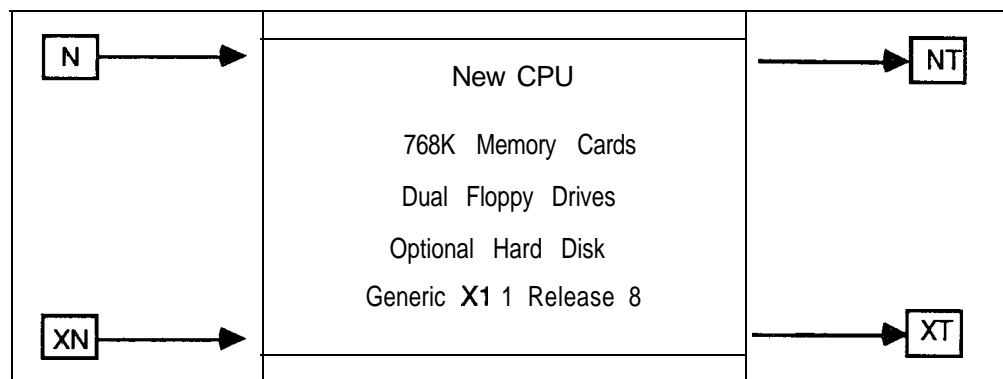 N
NT
New CPU
768K Memory Cards
Dual Floppy Drives
Optional Hard Disk
Generic X1 1 Release 8
XN
XT